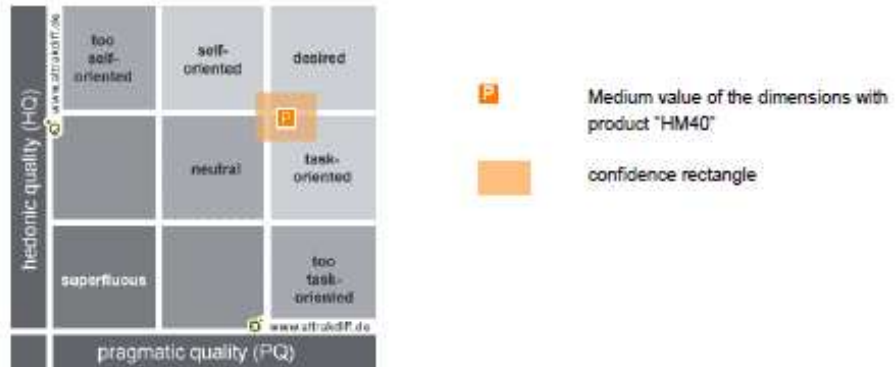 hedonic quality (HQ)
www.attrakdiff.de
too
self-
oriented
self-
oriented
desired
P
neutral
task-
oriented
superfluous
too
task-
oriented
www.attrakdiff.de
pragmatic quality (PQ)
P
Medium value of the dimensions with
product "HM40"
confidence rectangle